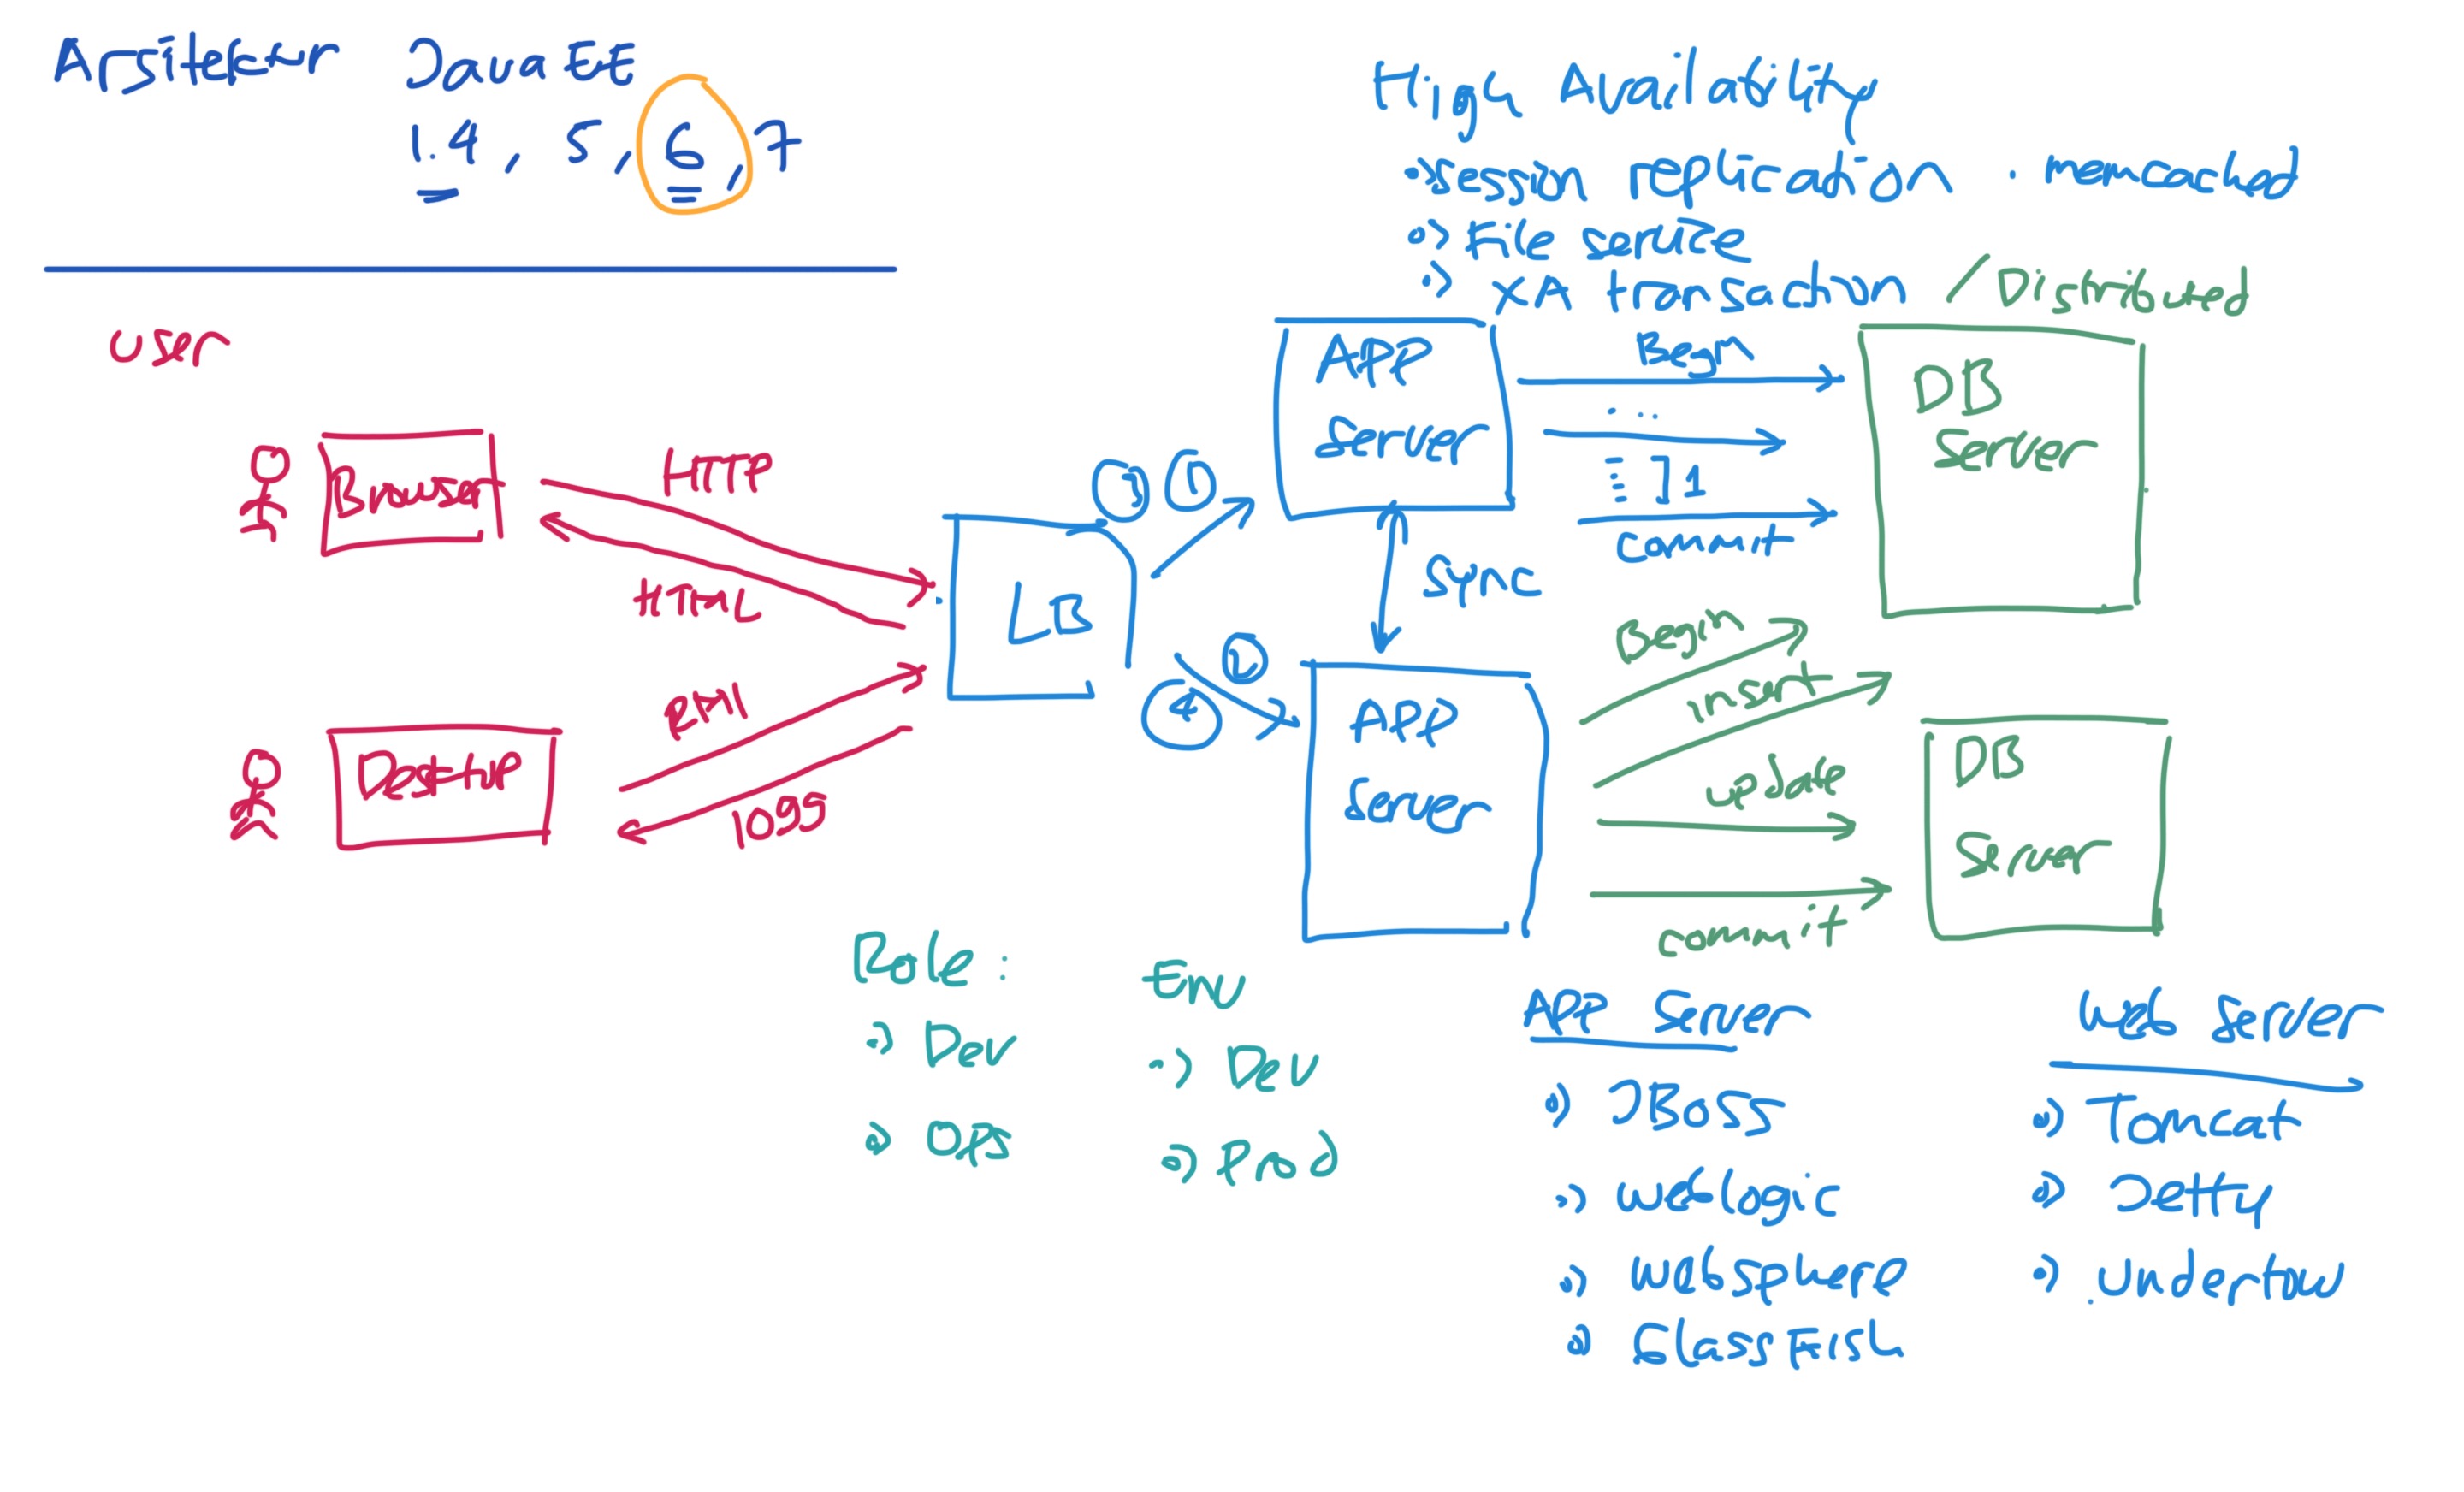 Arsitektur Java EE
1.4, 5, 6, 7
High Availability
Session replication . memcached
File service
XA transaction / Distributed
user
Browser
HTTP
HTML
Desktop
RMI
LB
3 1
2
4
APP
Server
Sync
APP
Server
Begin
...
] 1
commit
DB
Server
Begin
insert
update
commit
DB
Server
Role :
Dev
Ops
Env
Dev
Prod
APP Server
JBoss
Weblogic
Websphere
GlassFish
Web Server
Tomcat
Jetty
Undertow